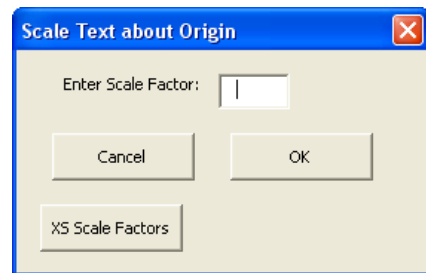 Scale Text about Origin
Enter Scale Factor:
Cancel OK
XS Scale Factors